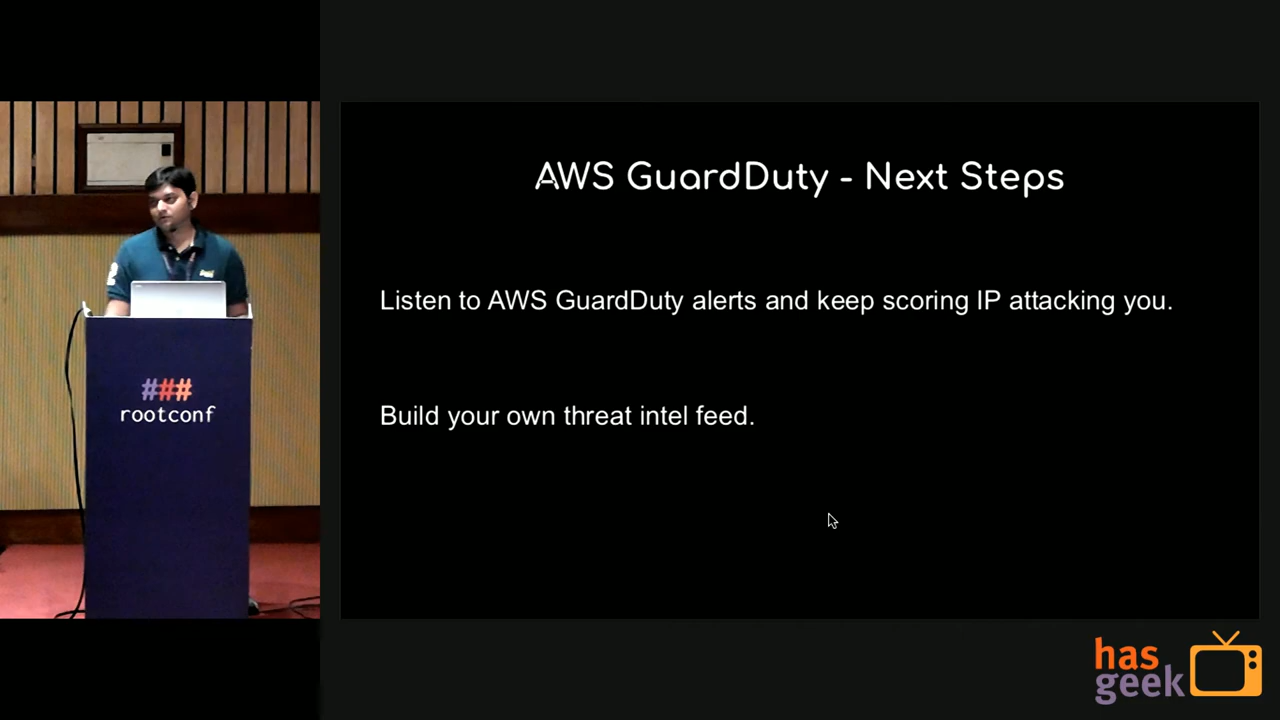 AWS GuardDuty - Next Steps
Listen to AWS GuardDuty alerts and keep scoring IP attacking you.
Build your own threat intel feed.
###
rootconf
has
geek